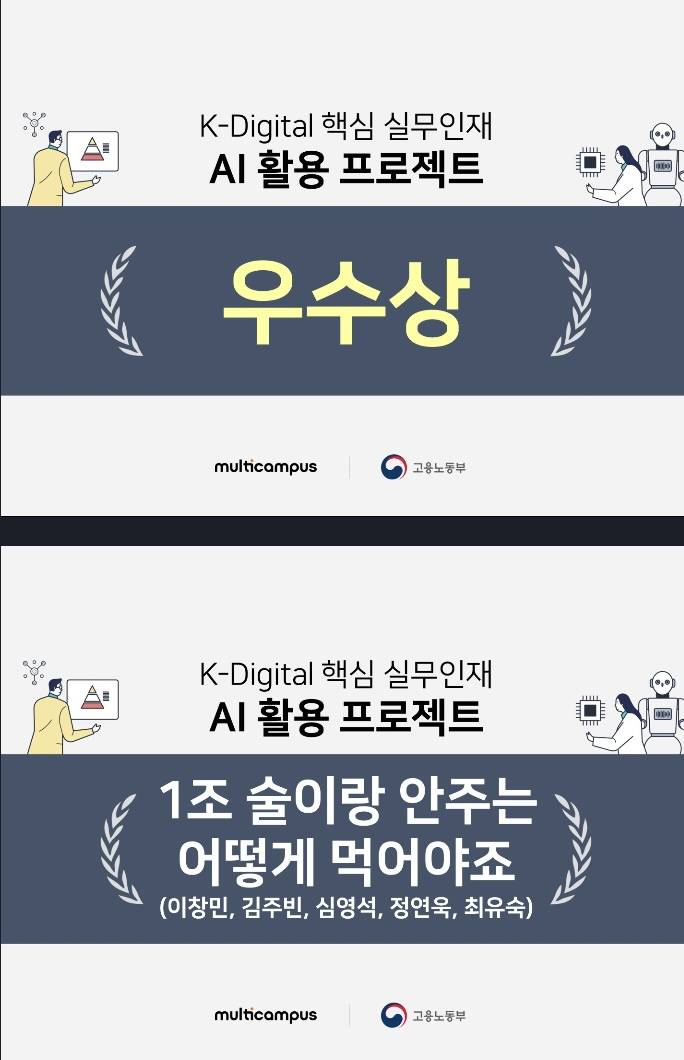 K-Digital 핵심 실무인재
AI 활용 프로젝트
우수상
multicampus 고용노동부
K-Digital 핵심 실무인재
AI 활용 프로젝트
1조 술이랑 안주는
어떻게 먹어야죠
(이창민, 김주빈, 심영석, 정연욱, 최유숙)
multicampus 고용노동부